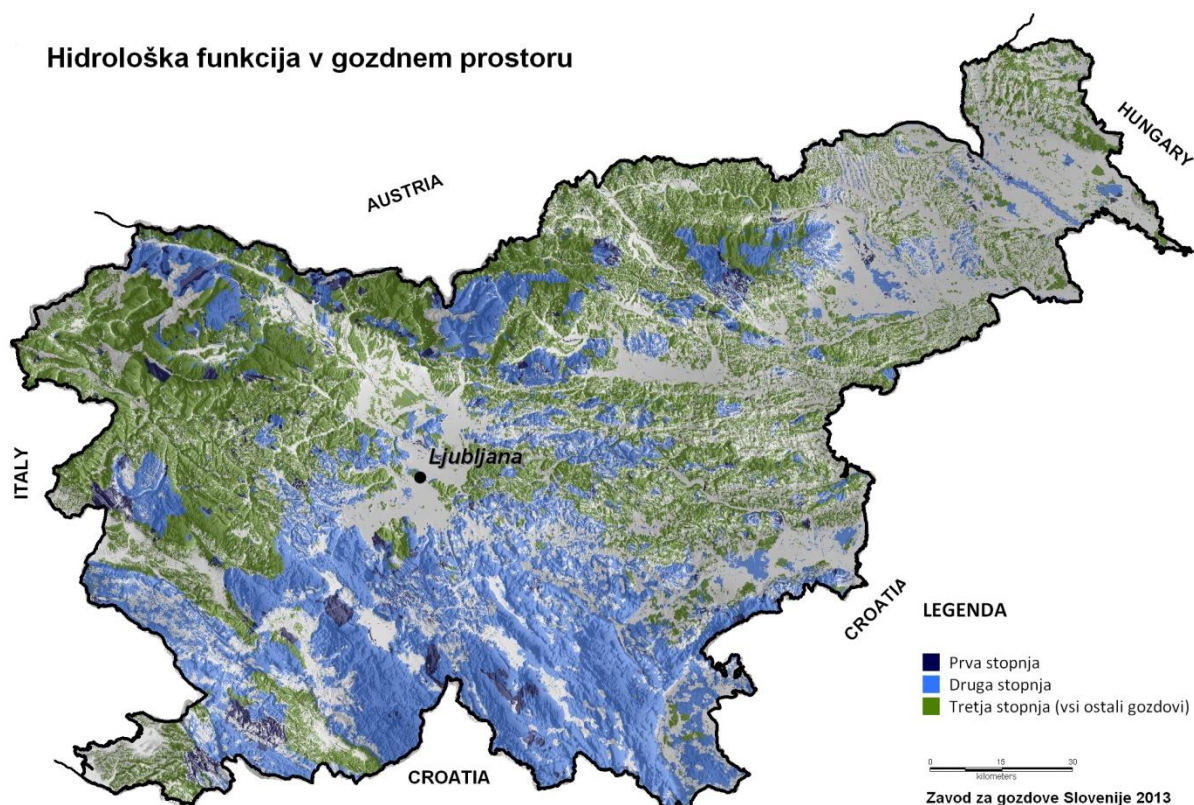 Hidrološka funkcija v gozdnem prostoru
HUNGARY
AUSTRIA
Ljubljana
ITALY
CROATIA
LEGENDA
Prva stopnja
Druga stopnja
Tretja stopnja (vsi ostali gozdovi)
CROATIA
0 15 30
kilometers
Zavod za gozdove Slovenije 2013